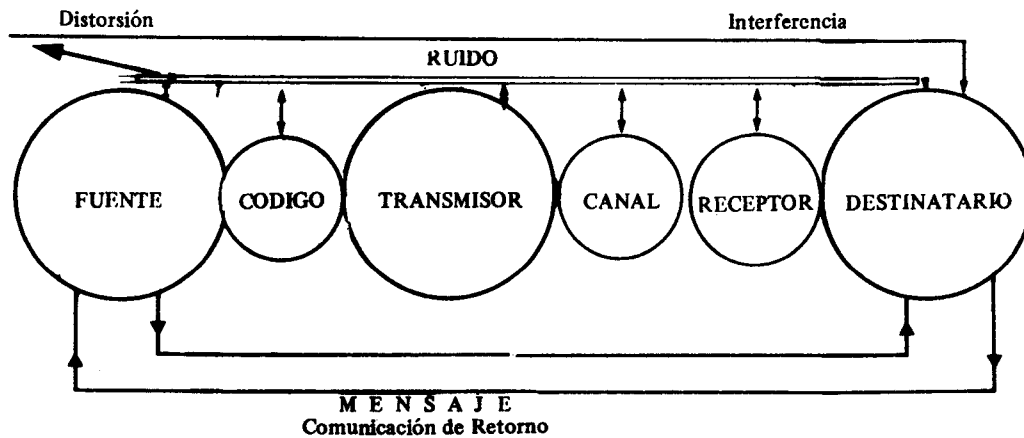 Distorsión
Interferencia
RUIDO
FUENTE
CODIGO
TRANSMISOR
CANAL
RECEPTOR
DESTINATARIO
M E N S A J E
Comunicación de Retorno